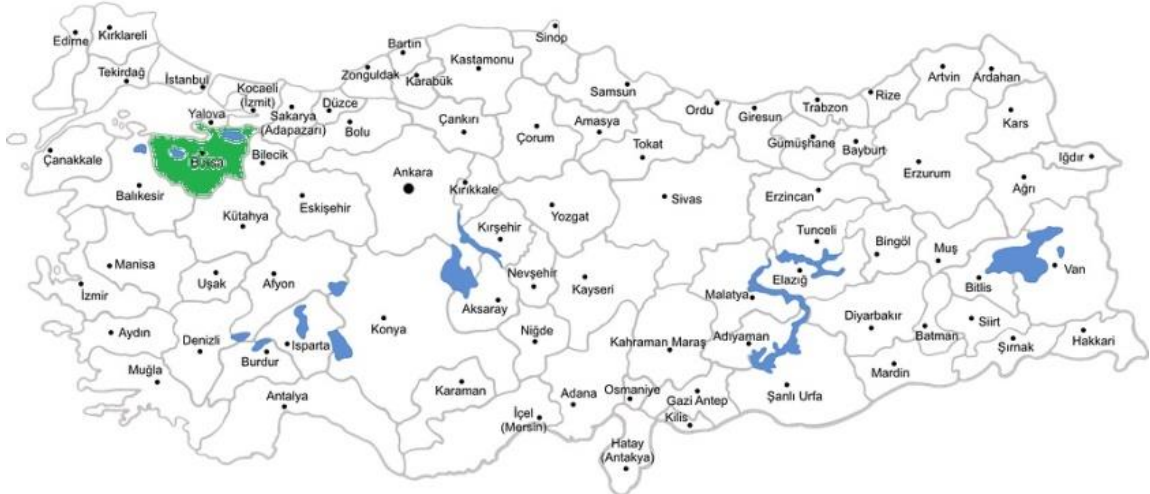 Edirne
Kırklareli
Tekirdağ
İstanbul
Kocaeli
(İzmit)
Yalova
Sakarya
(Adapazarı)
Düzce
Bolu
Zonguldak
Bartın
Karabük
Kastamonu
Sinop
Çankırı
Samsun
Çorum
Amasya
Tokat
Ordu
Giresun
Trabzon
Rize
Artvin
Ardahan
Kars
Gümüşhane
Bayburt
Iğdır
Çanakkale
Bursa
Bilecik
Balıkesir
Kütahya
Eskişehir
Ankara
Kırıkkale
Kırşehir
Yozgat
Sivas
Erzincan
Erzurum
Ağrı
Tunceli
Bingöl
Muş
Van
Bitlis
Manisa
İzmir
Uşak
Afyon
Nevşehir
Aksaray
Kayseri
Malatya
Elazığ
Diyarbakır
Batman
Siirt
Şırnak
Hakkari
Aydın
Denizli
Burdur
Isparta
Konya
Niğde
Kahraman Maraş
Adıyaman
Mardin
Muğla
Antalya
Karaman
İçel
(Mersin)
Adana
Osmaniye
Gazi Antep
Kilis
Şanlı Urfa
Hatay
(Antakya)